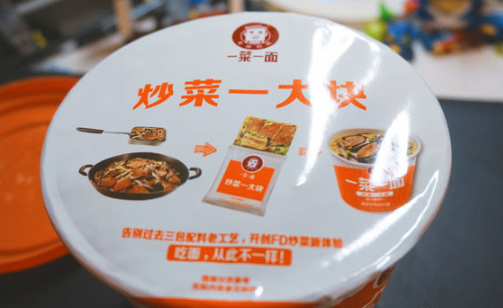 一菜一面
炒菜一大块
炒菜一大块
一菜一面
告别过去三包配料老工艺，开创FD炒菜新体验
吃面，从此不一样！